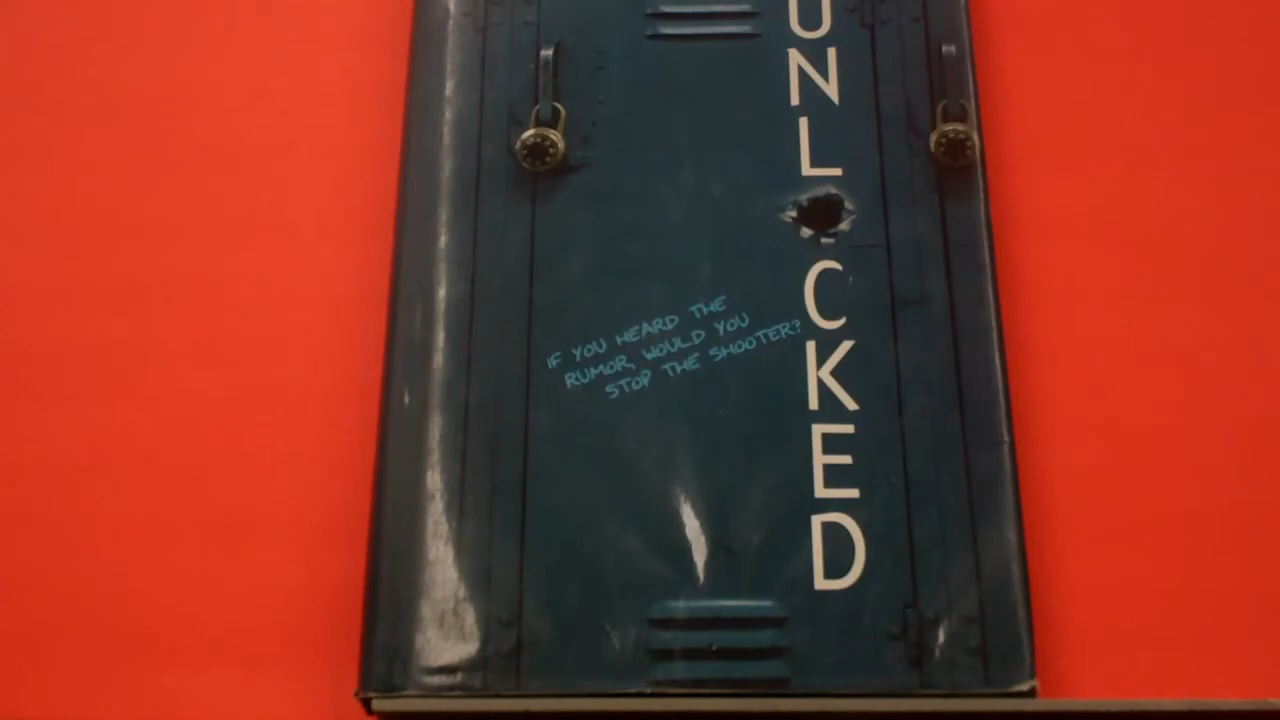 UNL CKED
IF YOU HEARD THE
RUMOR, WOULD YOU
STOP THE SHOOTER?